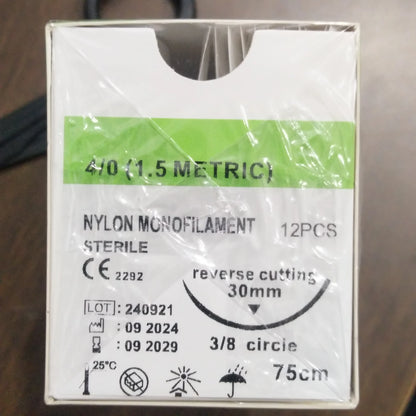 4/0 (1.5 METRIC)
NYLON MONOFILAMENT 12PCS
STERILE
CE 2292
reverse cutting
30mm
LOT : 240921
: 09 2024
: 09 2029
3/8 circle
25°C
75cm